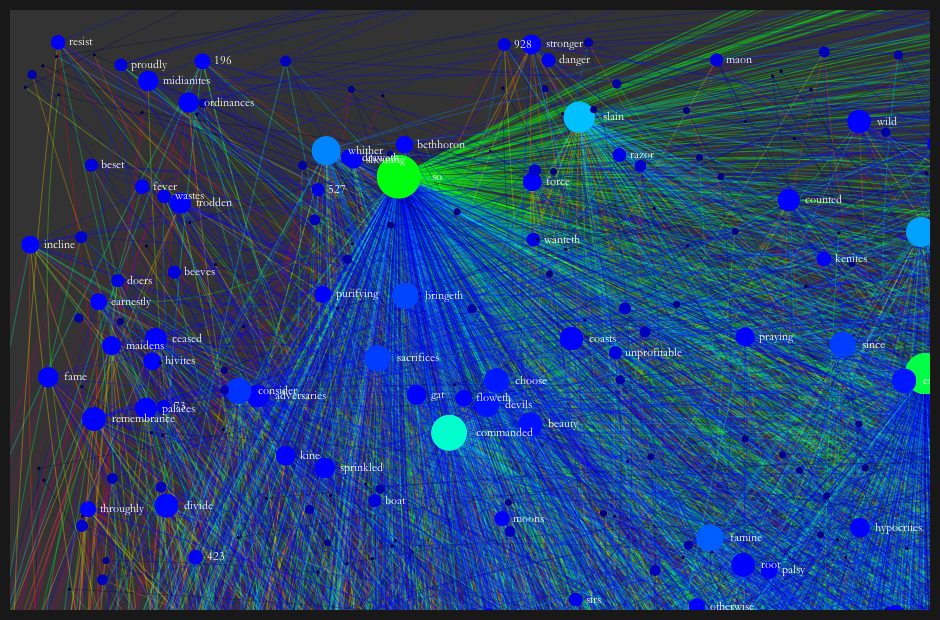 resist
928
stronger
proudly
196
danger
maon
midianites
ordinances
slain
wild
bethhoron
whither
razor
beset
so
force
fever
527
wastes
trodden
counted
incline
wanteth
kenites
beeves
doers
purifying
bringeth
earnestly
ceased
coasts
praying
maidens
since
unprofitable
hivites
sacrifices
fame
choose
consider
adversaries
gat
floweth
devils
73
palaces
remembrance
beauty
commanded
kine
sprinkled
boat
divide
throughly
moons
hypocrites
famine
423
root
palsy
sirs
otherwise